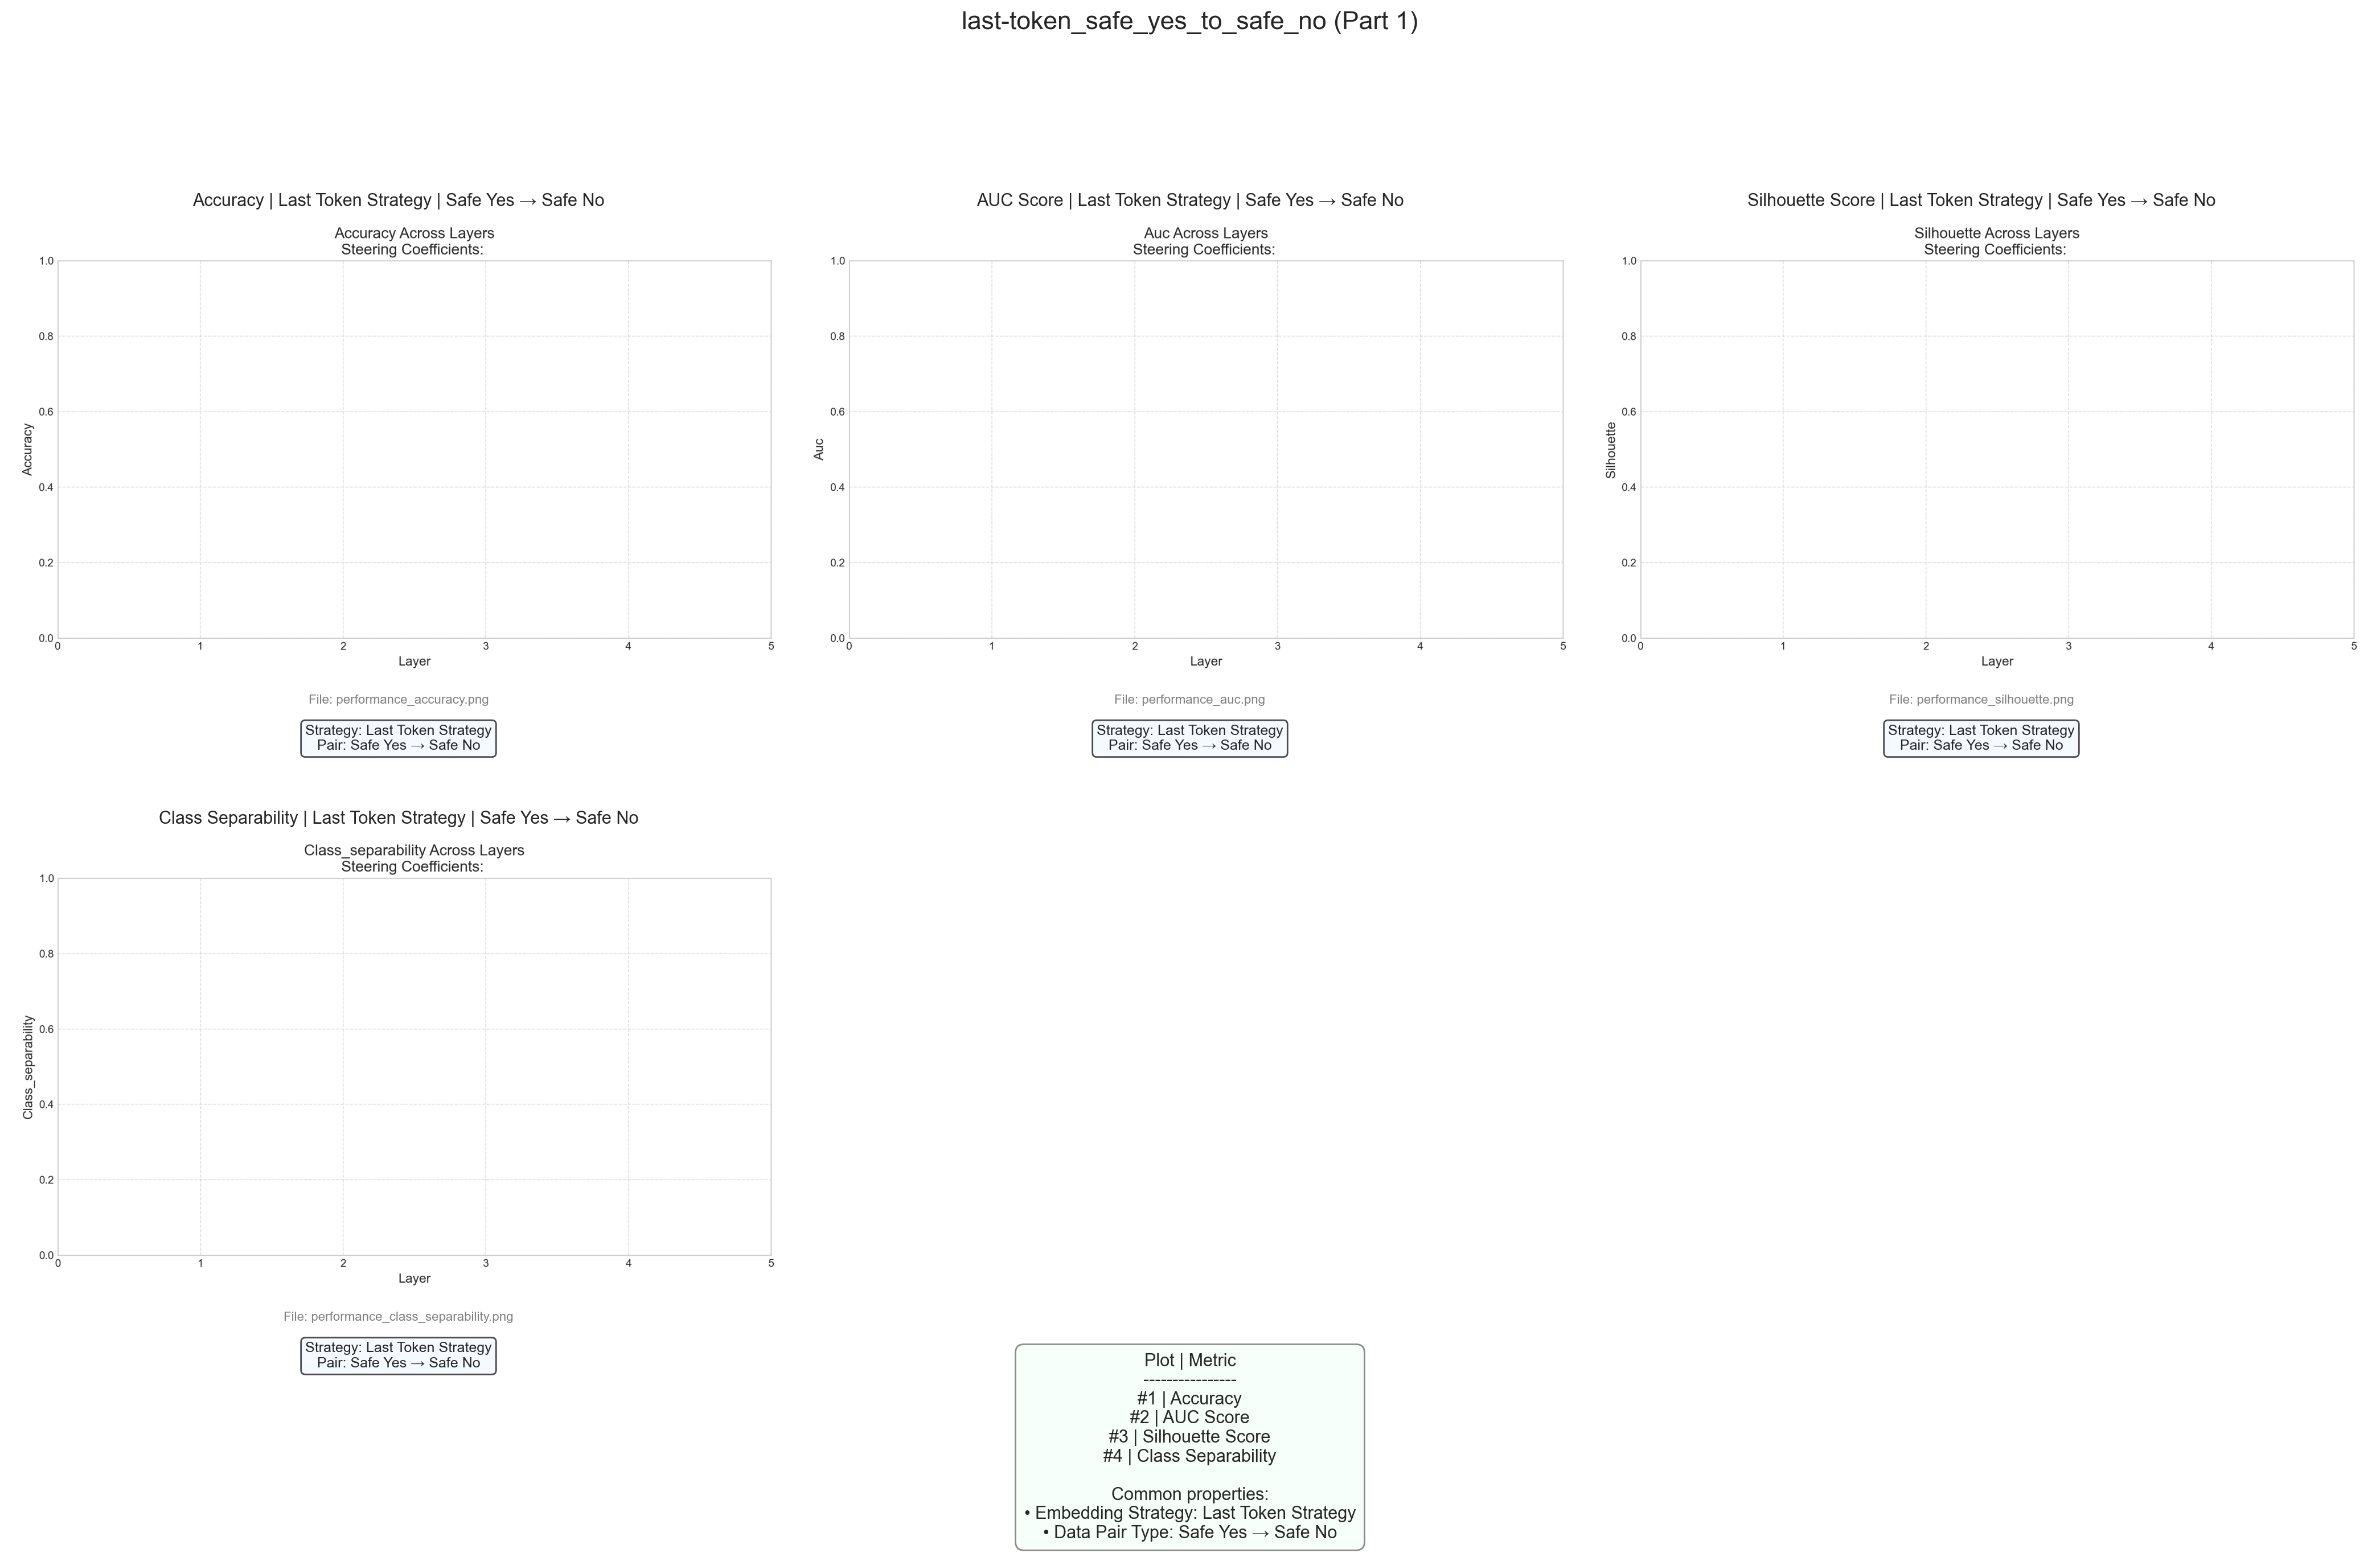 last-token_safe_yes_to_safe_no (Part 1)
Accuracy | Last Token Strategy | Safe Yes → Safe No
Accuracy Across Layers
Steering Coefficients:
1.0
0.8
0.6
0.4
0.2
0.0
Accuracy
0 1 2 3 4 5
Layer
File: performance_accuracy.png
Strategy: Last Token Strategy
Pair: Safe Yes → Safe No
AUC Score | Last Token Strategy | Safe Yes → Safe No
Auc Across Layers
Steering Coefficients:
1.0
0.8
0.6
0.4
0.2
0.0
Auc
0 1 2 3 4 5
Layer
File: performance_auc.png
Strategy: Last Token Strategy
Pair: Safe Yes → Safe No
Silhouette Score | Last Token Strategy | Safe Yes → Safe No
Silhouette Across Layers
Steering Coefficients:
1.0
0.8
0.6
0.4
0.2
0.0
Silhouette
0 1 2 3 4 5
Layer
File: performance_silhouette.png
Strategy: Last Token Strategy
Pair: Safe Yes → Safe No
Class Separability | Last Token Strategy | Safe Yes → Safe No
Class_separability Across Layers
Steering Coefficients:
1.0
0.8
0.6
0.4
0.2
0.0
Class_separability
0 1 2 3 4 5
Layer
File: performance_class_separability.png
Strategy: Last Token Strategy
Pair: Safe Yes → Safe No
Plot | Metric
----------------
#1 | Accuracy
#2 | AUC Score
#3 | Silhouette Score
#4 | Class Separability
Common properties:
• Embedding Strategy: Last Token Strategy
• Data Pair Type: Safe Yes → Safe No